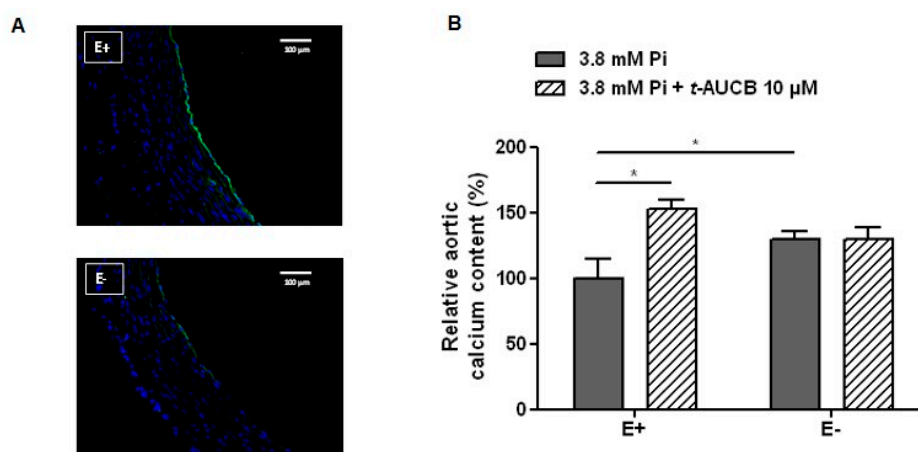 A
E+
100 µm
E-
100 µm
B
3.8 mM Pi
3.8 mM Pi + t-AUCB 10 µM
Relative aortic
calcium content (%)
200
150
100
50
0
*
*
E+
E-